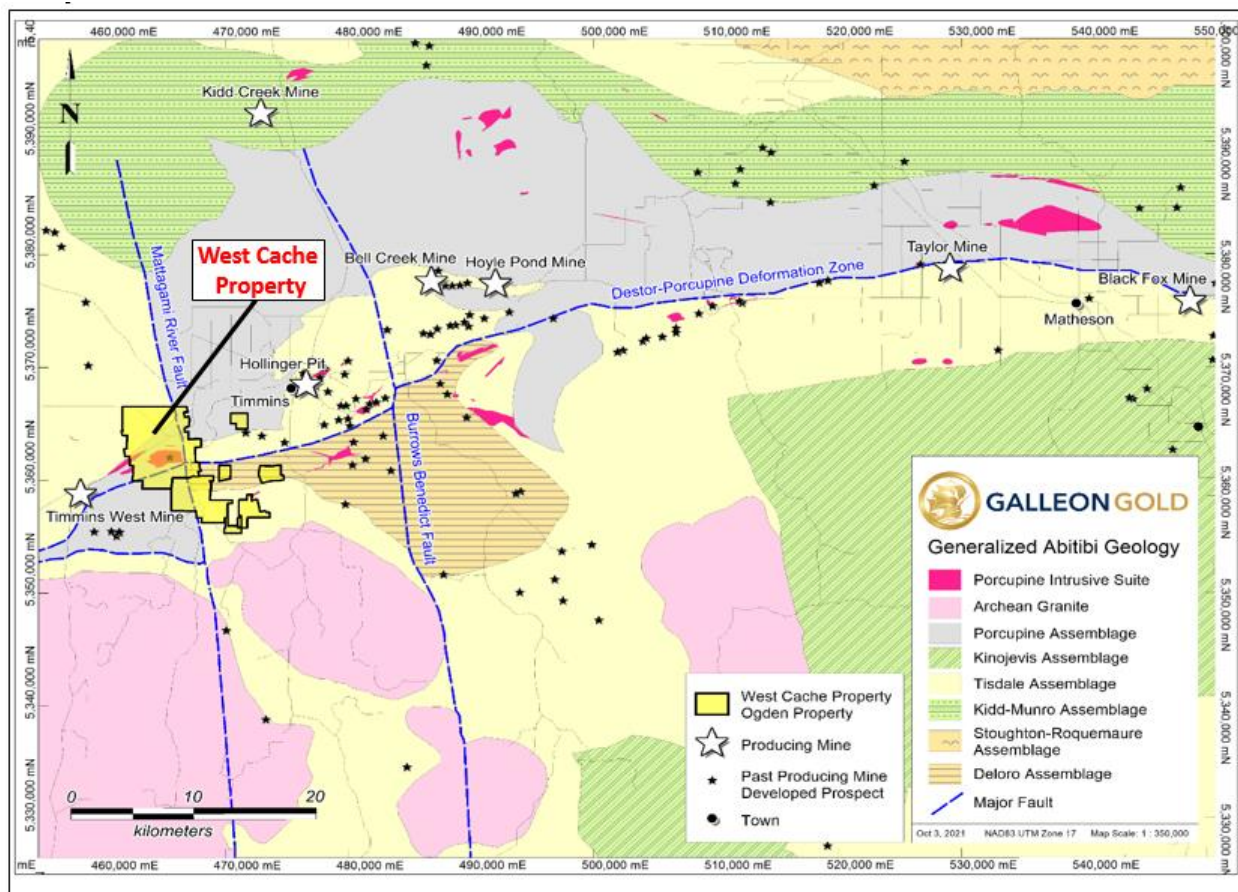 460,000 mE
470,000 mE
480,000 mE
490,000 mE
500,000 mE
510,000 mE
520,000 mE
530,000 mE
540,000 mE
N
Kidd Creek Mine
5,390,000 mN
5,390,000 mN
Mattagami River Fault
West Cache
Property
Bell Creek Mine
Hoyle Pond Mine
Taylor Mine
5,380,000 mN
5,380,000 mN
Destor-Porcupine Deformation Zone
Black Fox Mine
Matheson
Hollinger Pit
5,370,000 mN
5,370,000 mN
Timmins
Burrows Benedict Fault
5,360,000 mN
5,360,000 mN
Timmins West Mine
GALLEON GOLD
Generalized Abitibi Geology
Porcupine Intrusive Suite
Archean Granite
Porcupine Assemblage
Kinojevis Assemblage
Tisdale Assemblage
Kidd-Munro Assemblage
Stoughton-Roquemaure
Assemblage
Deloro Assemblage
Major Fault
5,350,000 mN
5,350,000 mN
West Cache Property
Ogden Property
Producing Mine
Past Producing Mine
Developed Prospect
Town
5,340,000 mN
5,340,000 mN
5,330,000 mN
5,330,000 mN
0 10 20
kilometers
Oct 3, 2021 NAD83 UTM Zone 17 Map Scale: 1 : 350,000
460,000 mE
470,000 mE
480,000 mE
490,000 mE
500,000 mE
510,000 mE
520,000 mE
530,000 mE
540,000 mE